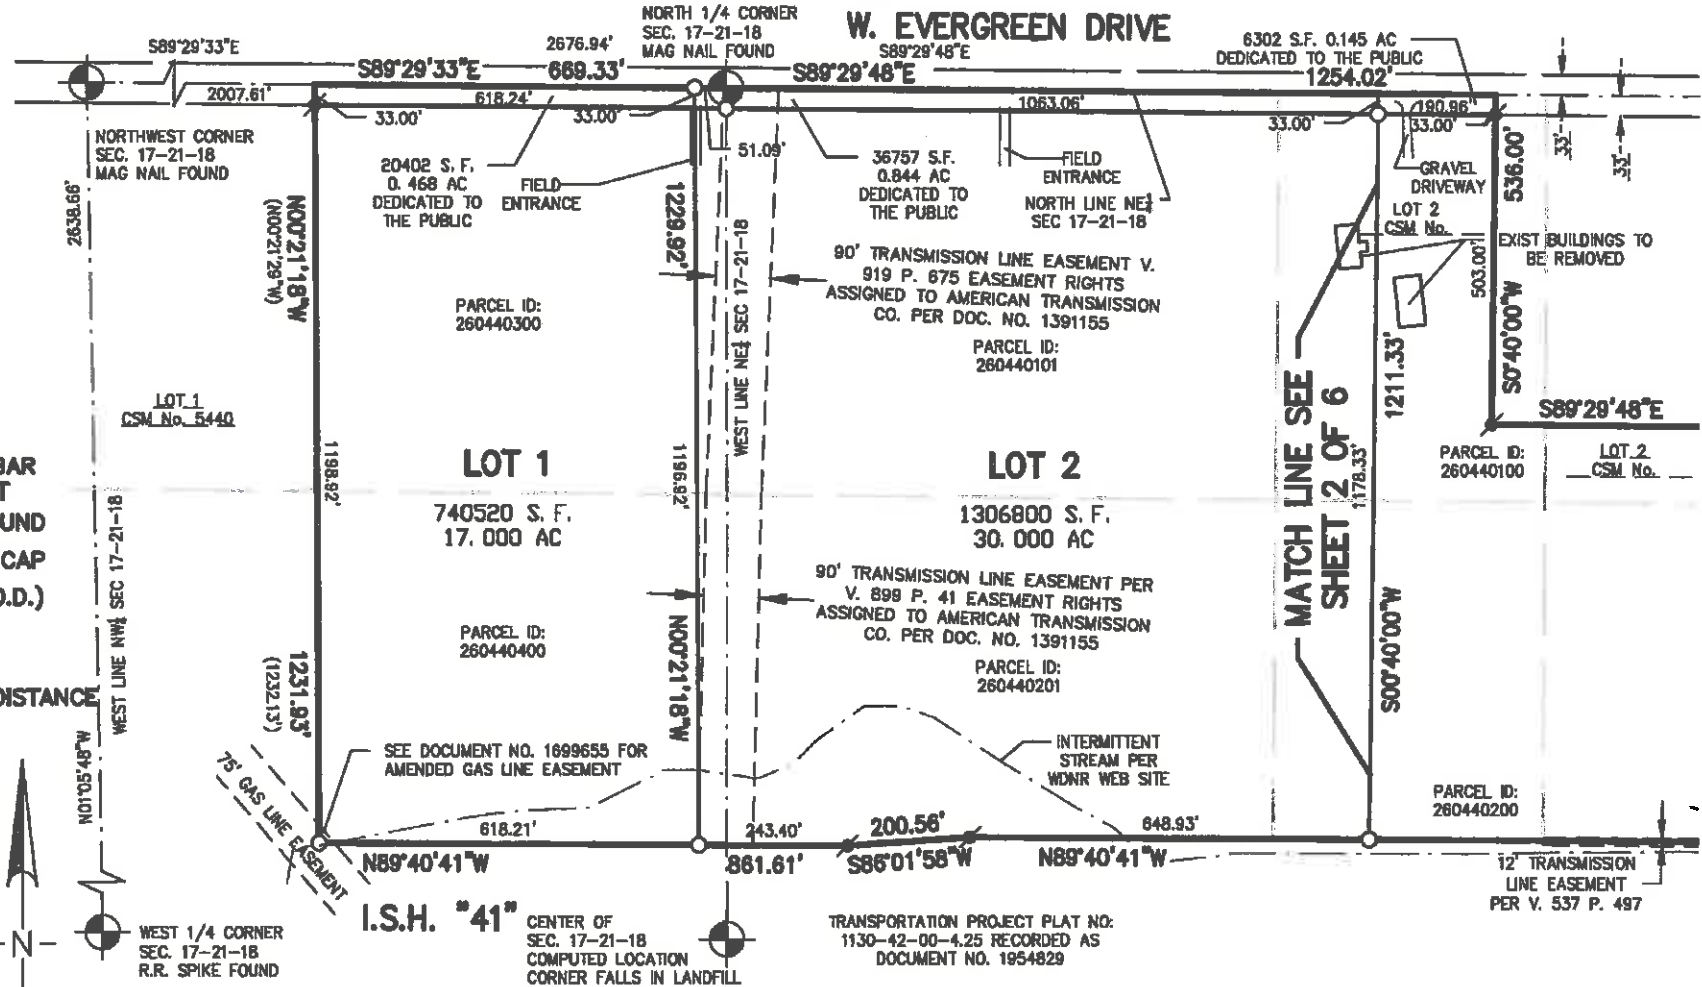 W. EVERGREEN DRIVE
NORTH 1/4 CORNER
SEC. 17-21-18
MAG NAIL FOUND
S89°29'33"E
2676.94'
S89°29'48"E
6302 S.F. 0.145 AC
DEDICATED TO THE PUBLIC
S89°29'33"E
669.33'
S89°29'48"E
1254.02'
2007.61'
618.24'
1063.06'
190.96'
33.00'
33.00'
33.00'
33.00'
33'
33'
NORTHWEST CORNER
SEC. 17-21-18
MAG NAIL FOUND
20402 S.F.
0.468 AC
DEDICATED TO
THE PUBLIC
FIELD
ENTRANCE
51.09'
36757 S.F.
0.844 AC
DEDICATED TO
THE PUBLIC
FIELD
ENTRANCE
NORTH LINE NE¼
SEC 17-21-18
GRAVEL
DRIVEWAY
LOT 2
CSM No.
EXIST BUILDINGS TO
BE REMOVED
536.00'
503.00'
S0°40'00"W
2638.66'
N00°21'18"W
(N00°21'29"W)
1229.92'
WEST LINE NE¼ SEC 17-21-18
90' TRANSMISSION LINE EASEMENT V.
919 P. 675 EASEMENT RIGHTS
ASSIGNED TO AMERICAN TRANSMISSION
CO. PER DOC. NO. 1391155
PARCEL ID:
260440300
PARCEL ID:
260440101
1211.33'
MATCH LINE SEE
SHEET 2 OF 6
1178.33'
S89°29'48"E
LOT 1
CSM No. 5440
PARCEL ID:
260440100
LOT 2
CSM No.
BAR
UND
CAP
O.D.)
DISTANCE
1198.92'
LOT 1
740520 S.F.
17.000 AC
1196.92'
LOT 2
1306800 S.F.
30.000 AC
WEST LINE NW¼ SEC 17-21-18
90' TRANSMISSION LINE EASEMENT PER
V. 899 P. 41 EASEMENT RIGHTS
ASSIGNED TO AMERICAN TRANSMISSION
CO. PER DOC. NO. 1391155
PARCEL ID:
260440400
PARCEL ID:
260440201
N00°21'18"W
S00°40'00"W
1231.93'
(1232.13')
N01°05'48"W
SEE DOCUMENT NO. 1699655 FOR
AMENDED GAS LINE EASEMENT
INTERMITTENT
STREAM PER
WDNR WEB SITE
PARCEL ID:
260440200
75' GAS LINE EASEMENT
618.21'
243.40'
200.56'
648.93'
N89°40'41"W
861.61'
S86°01'58"W
N89°40'41"W
12' TRANSMISSION
LINE EASEMENT
PER V. 537 P. 497
I.S.H. "41"
N
WEST 1/4 CORNER
SEC. 17-21-18
R.R. SPIKE FOUND
CENTER OF
SEC. 17-21-18
COMPUTED LOCATION
CORNER FALLS IN LANDFILL
TRANSPORTATION PROJECT PLAT NO:
1130-42-00-4.25 RECORDED AS
DOCUMENT NO. 1954829